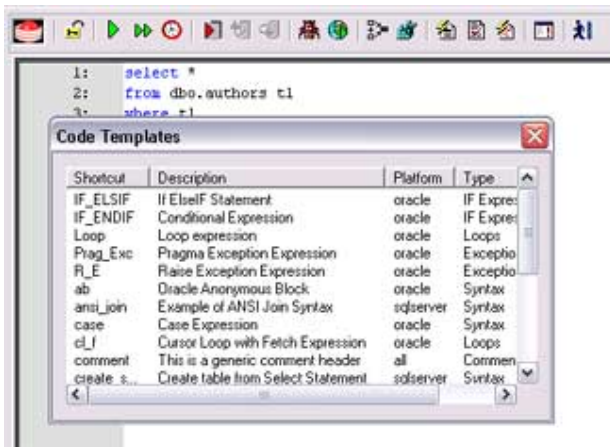 1: select *
2: from dbo.authors t1
3: where t1
Code Templates
Shortcut Description Platform Type
IF_ELSIF If ElseIF Statement oracle IF Expres
IF_ENDIF Conditional Expression oracle IF Expres
Loop Loop expression oracle Loops
Prag_Exc Pragma Exception Expression oracle Exceptio
R_E Raise Exception Expression oracle Exceptio
ab Oracle Anonymous Block oracle Syntax
ansi_join Example of ANSI Join Syntax sqlserver Syntax
case Case Expression oracle Syntax
cl_f Cursor Loop with Fetch Expression oracle Loops
comment This is a generic comment header all Commen
create_s... Create table from Select Statement sqlserver Syntax